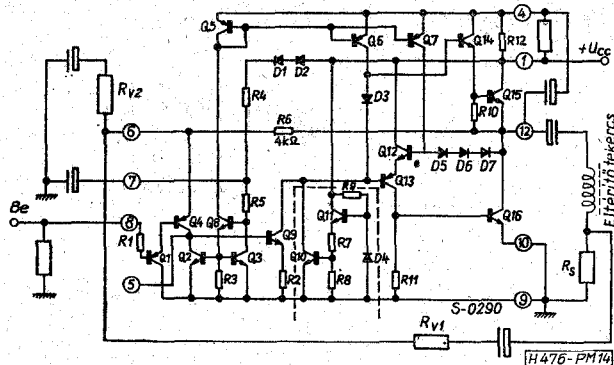 4
Q5
Q6
Q7
Q14
R12
+Ucc
1
D1 D2
Q15
RV2
R4
D3
R10
6
R6
4kΩ
12
Q12
D5 D6 D7
7
Q13
Be
R5
R9
Eltérítő tekercs
8
Q4
Q8
Q11
Q16
R1
Q9
R7
10
Q1
Q2
Q3
Q10
D4
5
R3
R2
R8
R11
RS
S-0290
9
RV1
H476-PM14